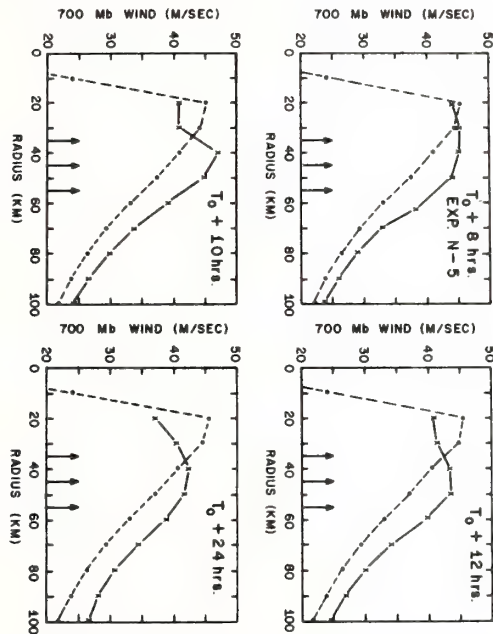 700 Mb WIND (M/SEC)
50
45
40
30
20
T₀ + 8 hrs.
EXP. N-5
0 20 40 60 80 100
RADIUS (KM)
700 Mb WIND (M/SEC)
50
40
30
20
T₀ + 12 hrs.
0 20 40 60 80 100
RADIUS (KM)
700 Mb WIND (M/SEC)
50
40
30
20
T₀ + 10 hrs.
0 20 40 60 80 100
RADIUS (KM)
700 Mb WIND (M/SEC)
50
40
30
20
T₀ + 24 hrs.
0 20 40 60 80 100
RADIUS (KM)